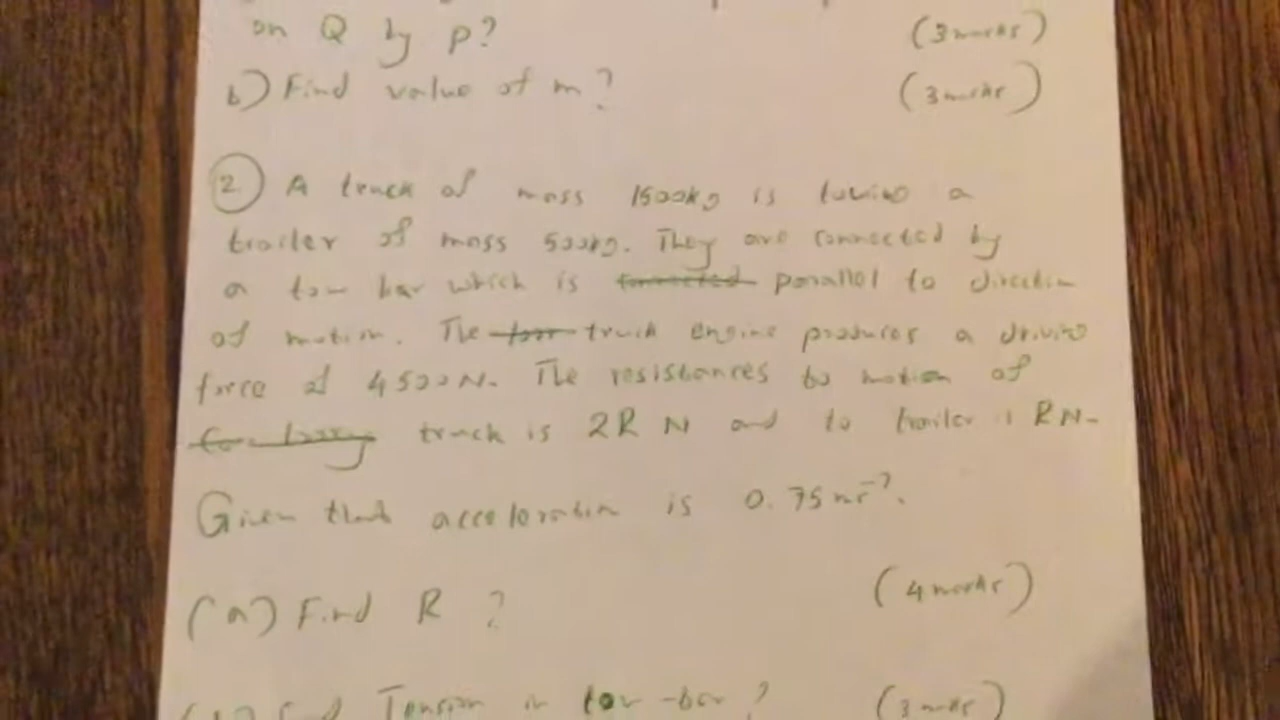 on Q by P?
(3 marks)
b) Find value of m?
(3 marks)
2 A truck of mass 1500kg is towing a
trailer of mass 500kg. They are connected by
a tow bar which is connected parallel to direction
of motion. The truck engine produces a driving
force of 4500N. The resistances to motion of
truck is 2R N and to trailer is RN.
Given that acceleration is 0.75ms⁻².
(a) Find R ?
(4 marks)
Tension in tow-bar ?
(3 marks)